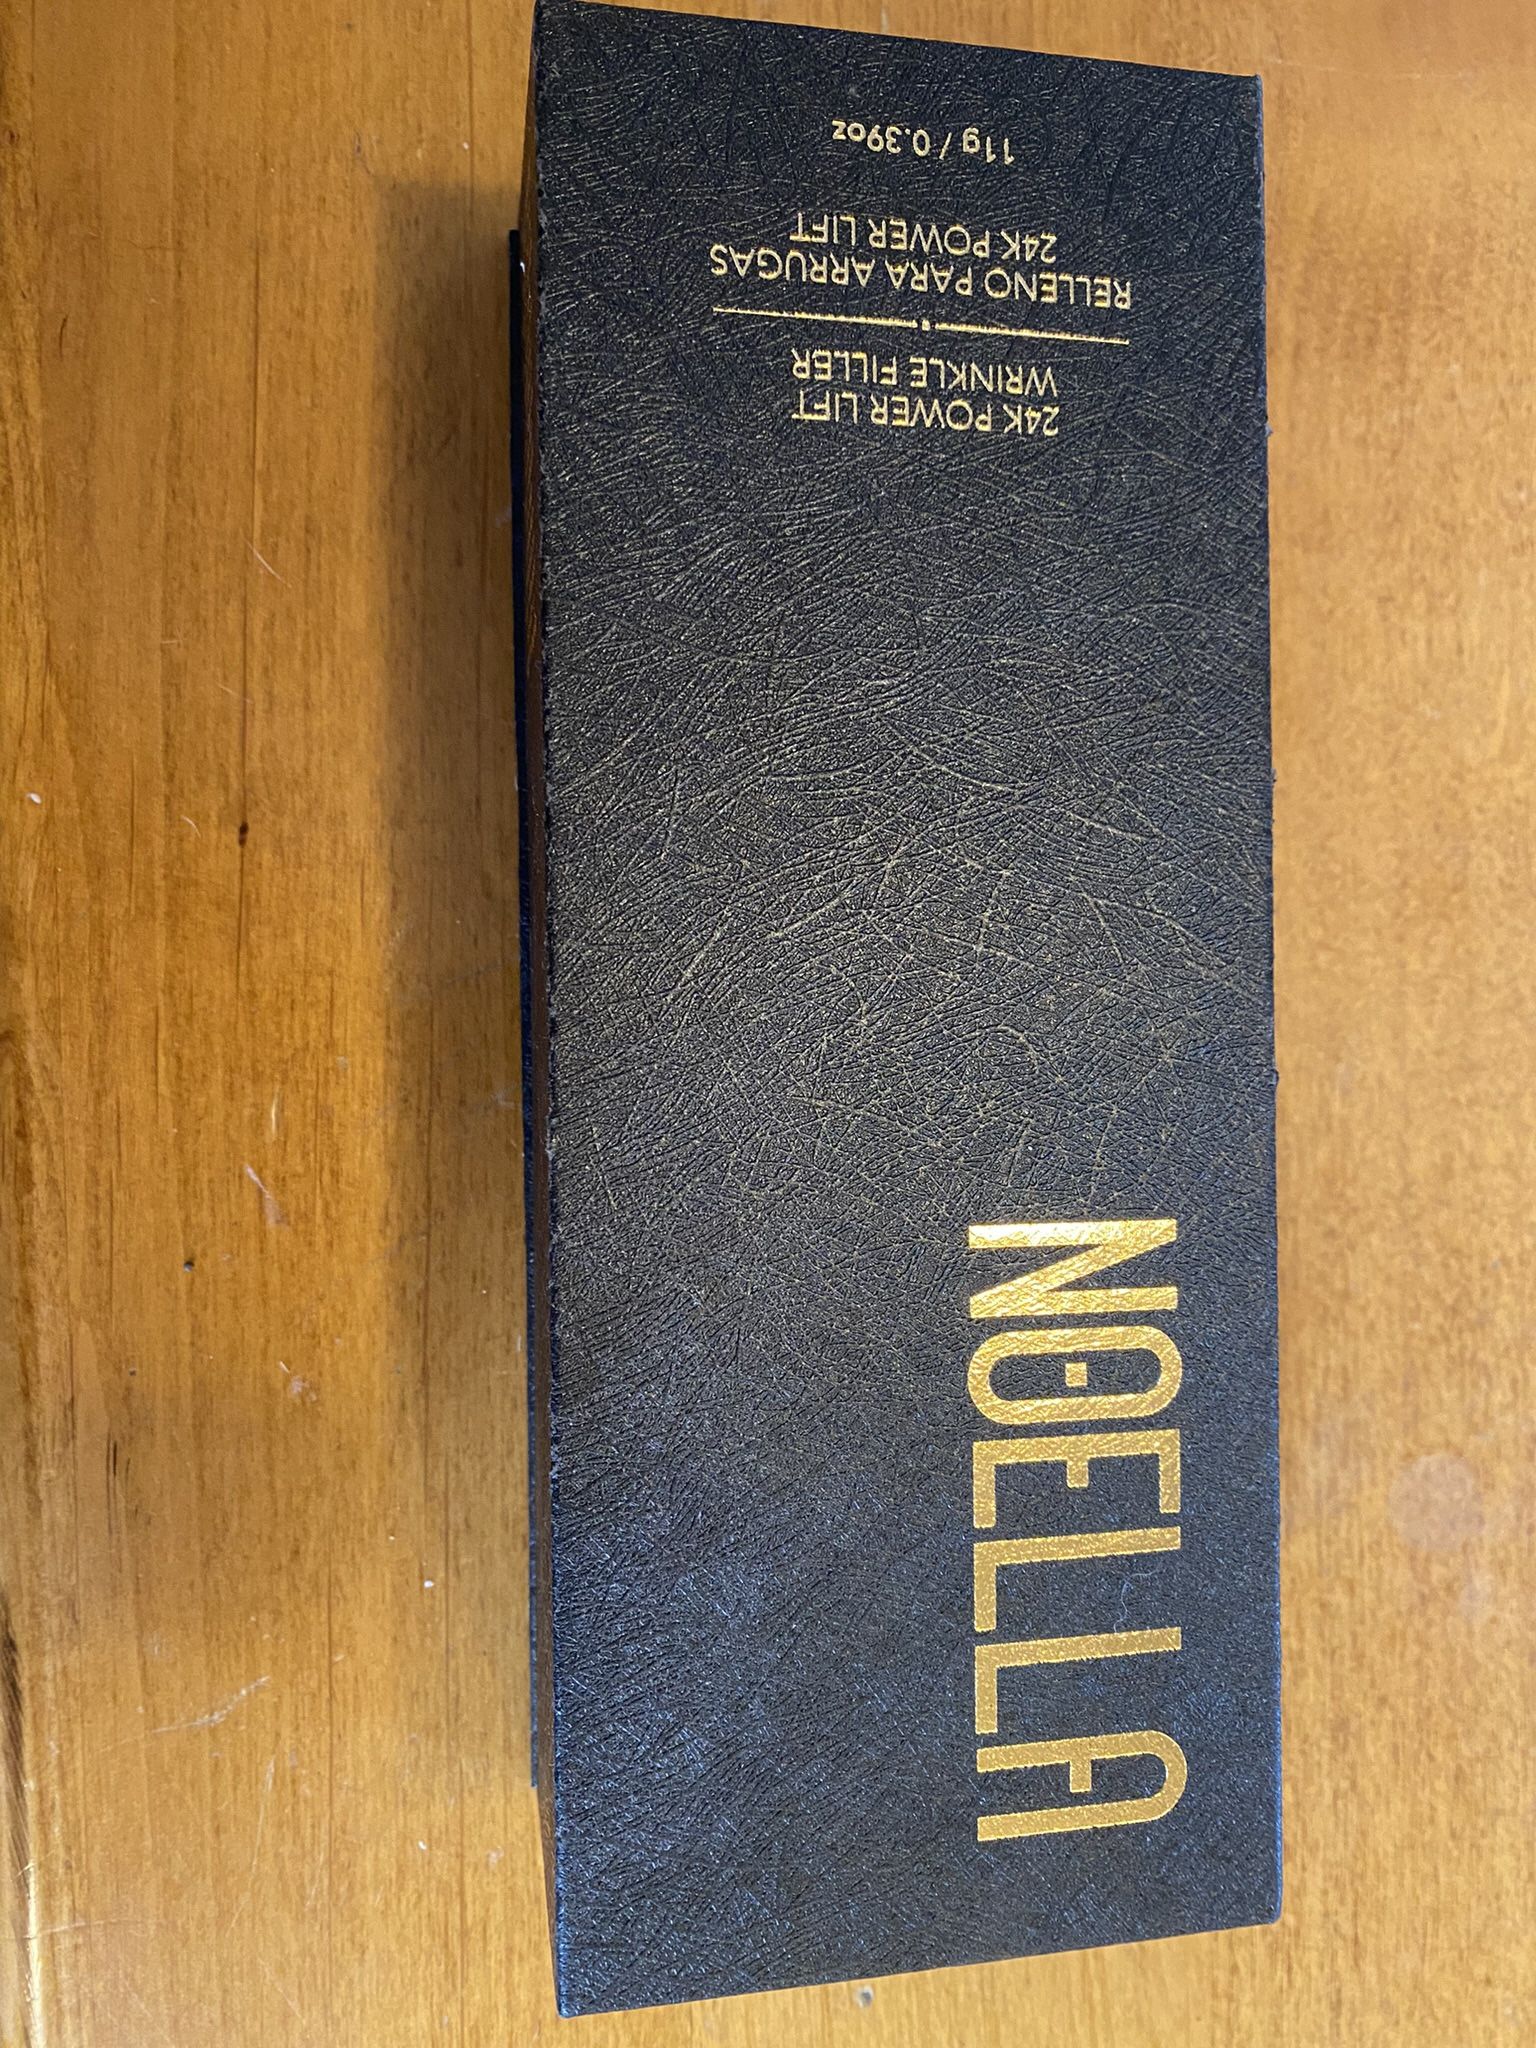 NOELLA
24K POWER LIFT
WRINKLE FILLER
RELLENO PARA ARRUGAS
24K POWER LIFT
11g / 0.39oz